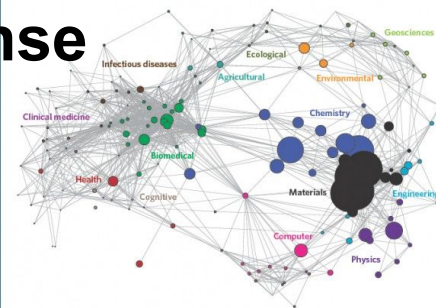 nse
Geosciences
Ecological
Infectious diseases
Agricultural
Environmental
Clinical medicine
Chemistry
Biomedical
Health
Cognitive
Materials
Engineering
Computer
Physics